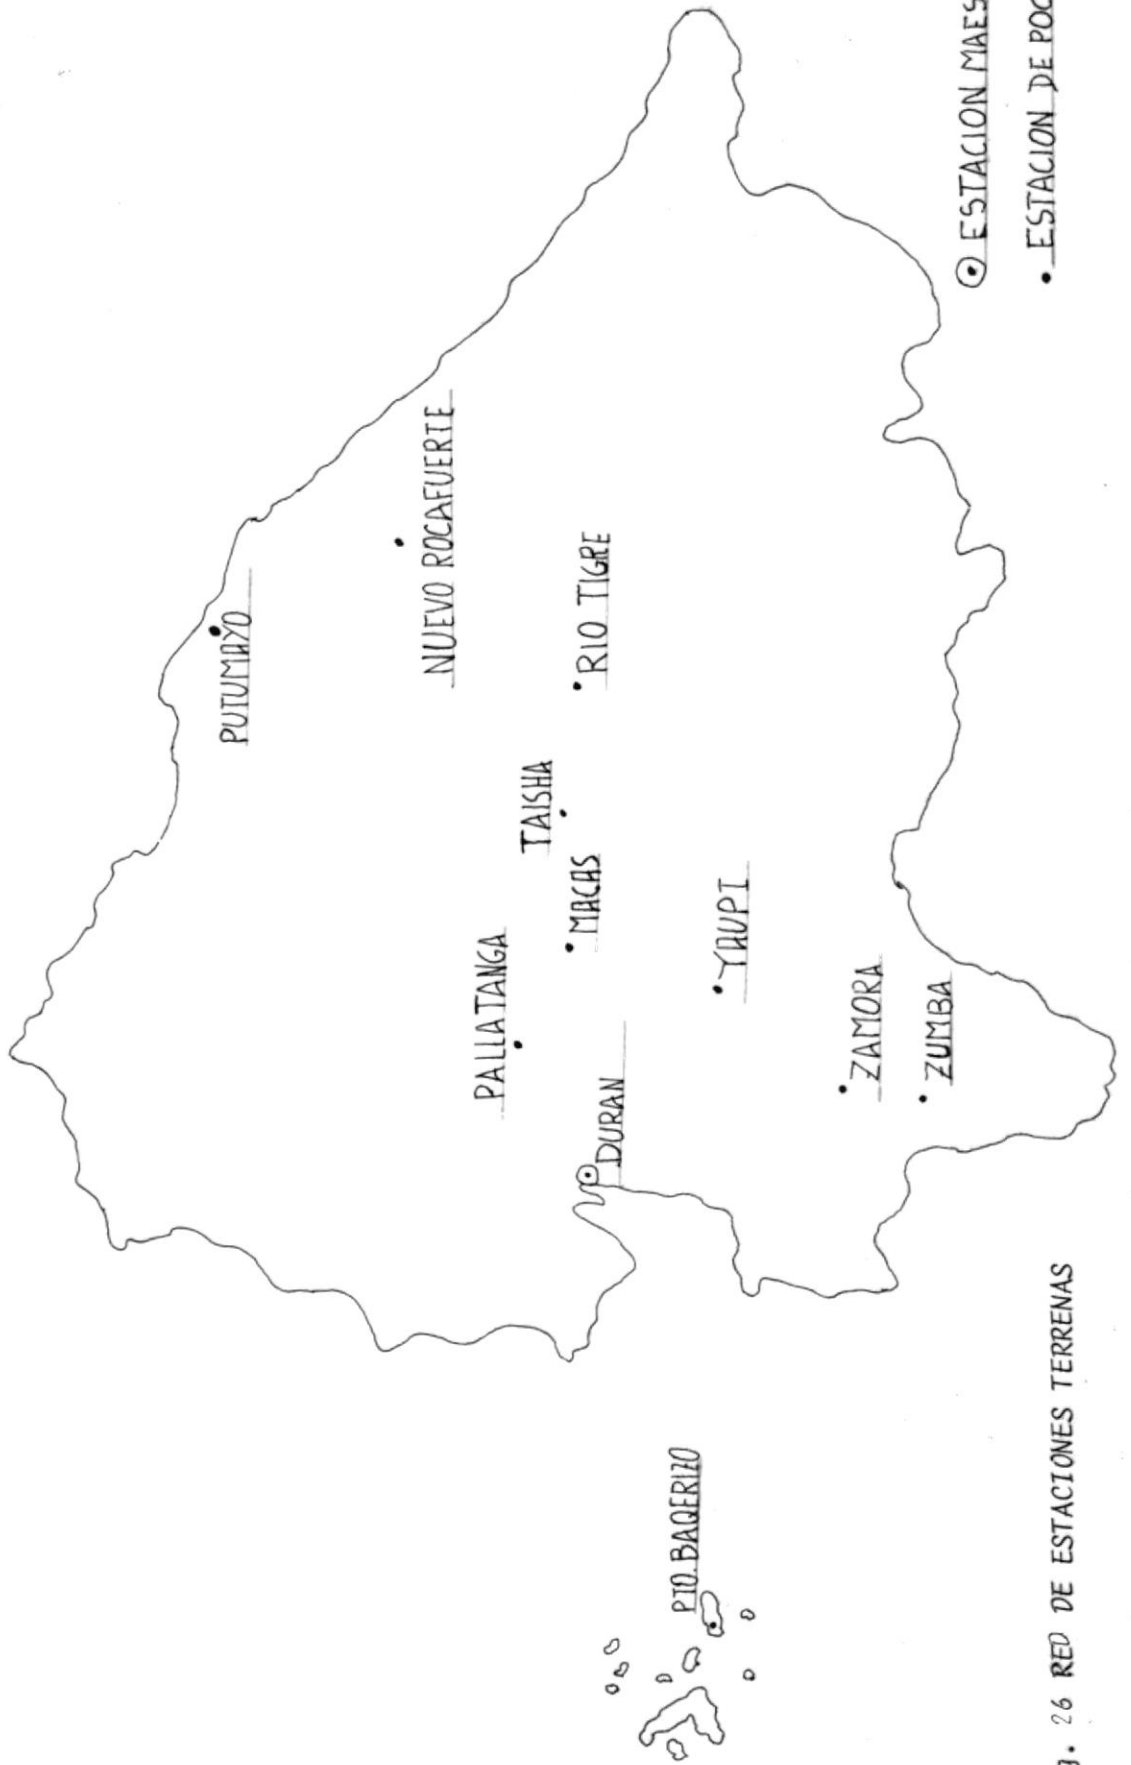 PUTUMAYO
NUEVO ROCAFUERTE
PALLATANGA
TAISHA
MACAS
RIO TIGRE
DURAN
YAUPI
PTO. BAQERIZO
ZAMORA
ZUMBA
ESTACION MAES
ESTACION DE POC
g. 26 RED DE ESTACIONES TERRENAS